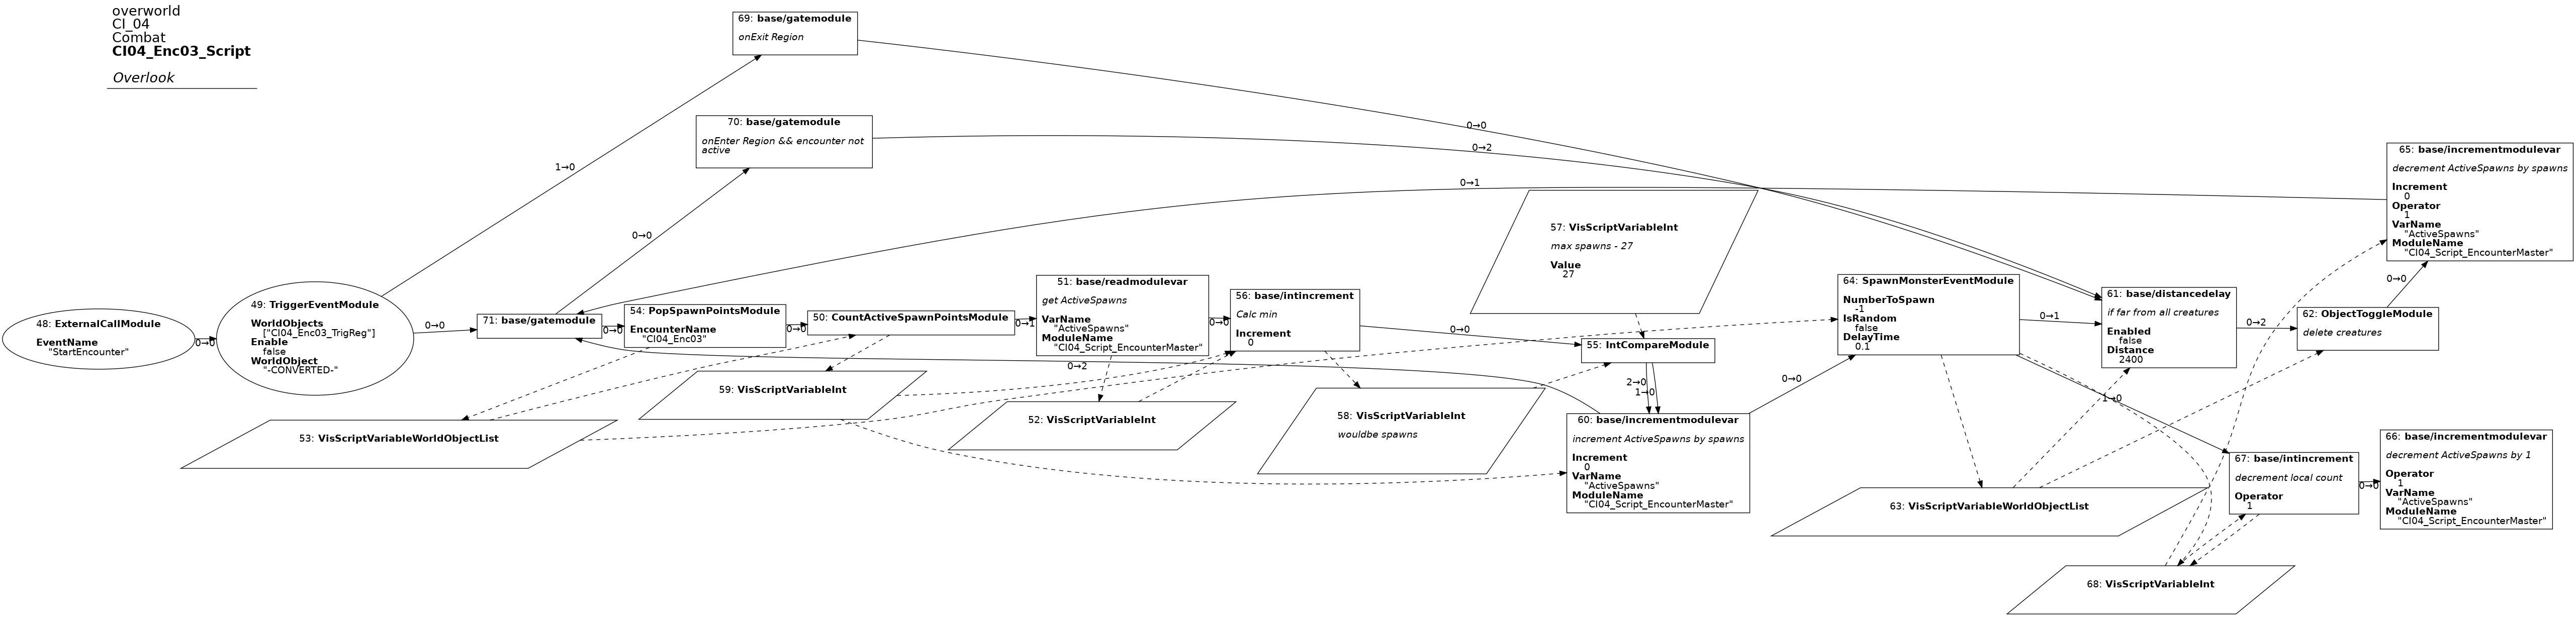 overworld
CI_04
Combat
CI04_Enc03_Script
Overlook
69: base/gatemodule
onExit Region
70: base/gatemodule
onEnter Region && encounter not
active
1→0
0→0
0→2
0→1
0→0
65: base/incrementmodulevar
decrement ActiveSpawns by spawns
Increment
0
Operator
1
VarName
"ActiveSpawns"
ModuleName
"CI04_Script_EncounterMaster"
57: VisScriptVariableInt
max spawns - 27
Value
27
48: ExternalCallModule
EventName
"StartEncounter"
0→0
49: TriggerEventModule
WorldObjects
["CI04_Enc03_TrigReg"]
Enable
false
WorldObject
"-CONVERTED-"
0→0
71: base/gatemodule
0→0
54: PopSpawnPointsModule
EncounterName
"CI04_Enc03"
0→0
50: CountActiveSpawnPointsModule
0→1
51: base/readmodulevar
get ActiveSpawns
VarName
"ActiveSpawns"
ModuleName
"CI04_Script_EncounterMaster"
0→0
56: base/intincrement
Calc min
Increment
0
0→0
55: IntCompareModule
2→0
1→0
0→2
64: SpawnMonsterEventModule
NumberToSpawn
-1
IsRandom
false
DelayTime
0.1
0→1
61: base/distancedelay
if far from all creatures
Enabled
false
Distance
2400
0→2
62: ObjectToggleModule
delete creatures
0→0
59: VisScriptVariableInt
52: VisScriptVariableInt
58: VisScriptVariableInt
wouldbe spawns
53: VisScriptVariableWorldObjectList
60: base/incrementmodulevar
increment ActiveSpawns by spawns
Increment
0
VarName
"ActiveSpawns"
ModuleName
"CI04_Script_EncounterMaster"
0→0
1→0
63: VisScriptVariableWorldObjectList
67: base/intincrement
decrement local count
Operator
1
0→0
66: base/incrementmodulevar
decrement ActiveSpawns by 1
Operator
1
VarName
"ActiveSpawns"
ModuleName
"CI04_Script_EncounterMaster"
68: VisScriptVariableInt